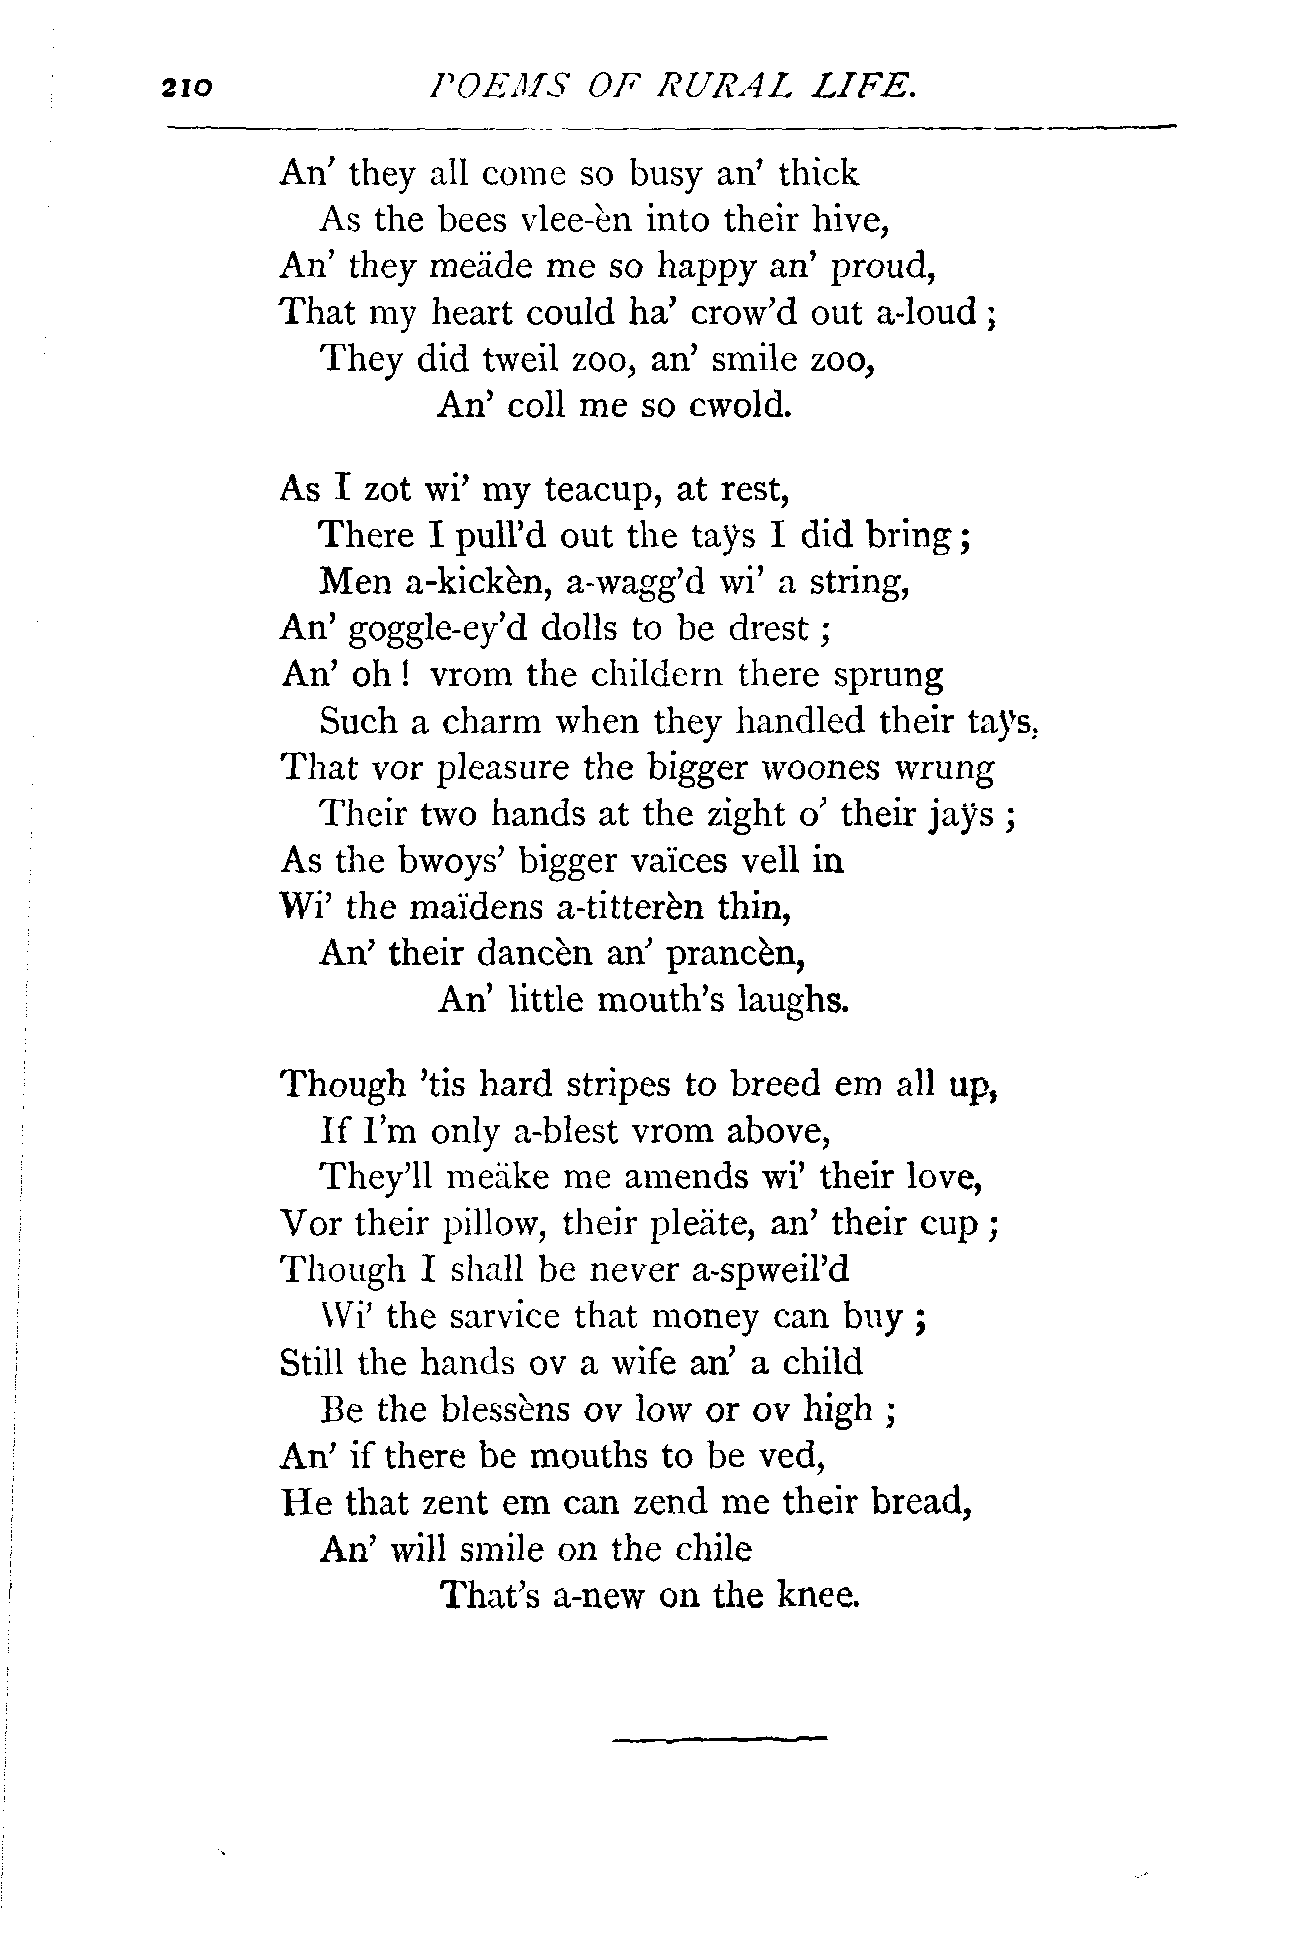 210 POEMS OF RURAL LIFE.
An' they all come so busy an' thick
As the bees vlee-èn into their hive,
An' they meäde me so happy an' proud,
That my heart could ha' crow'd out a-loud ;
They did tweil zoo, an' smile zoo,
An' coll me so cwold.
As I zot wi' my teacup, at rest,
There I pull'd out the taÿs I did bring ;
Men a-kickèn, a-wagg'd wi' a string,
An' goggle-ey'd dolls to be drest ;
An' oh ! vrom the childern there sprung
Such a charm when they handled their taÿs,
That vor pleasure the bigger woones wrung
Their two hands at the zight o' their jaÿs ;
As the bwoys' bigger vaïces vell in
Wi' the maïdens a-titterèn thin,
An' their dancèn an' prancèn,
An' little mouth's laughs.
Though 'tis hard stripes to breed em all up,
If I'm only a-blest vrom above,
They'll meäke me amends wi' their love,
Vor their pillow, their pleäte, an' their cup ;
Though I shall be never a-spweil'd
Wi' the sarvice that money can buy ;
Still the hands ov a wife an' a child
Be the blessèns ov low or ov high ;
An' if there be mouths to be ved,
He that zent em can zend me their bread,
An' will smile on the chile
That's a-new on the knee.